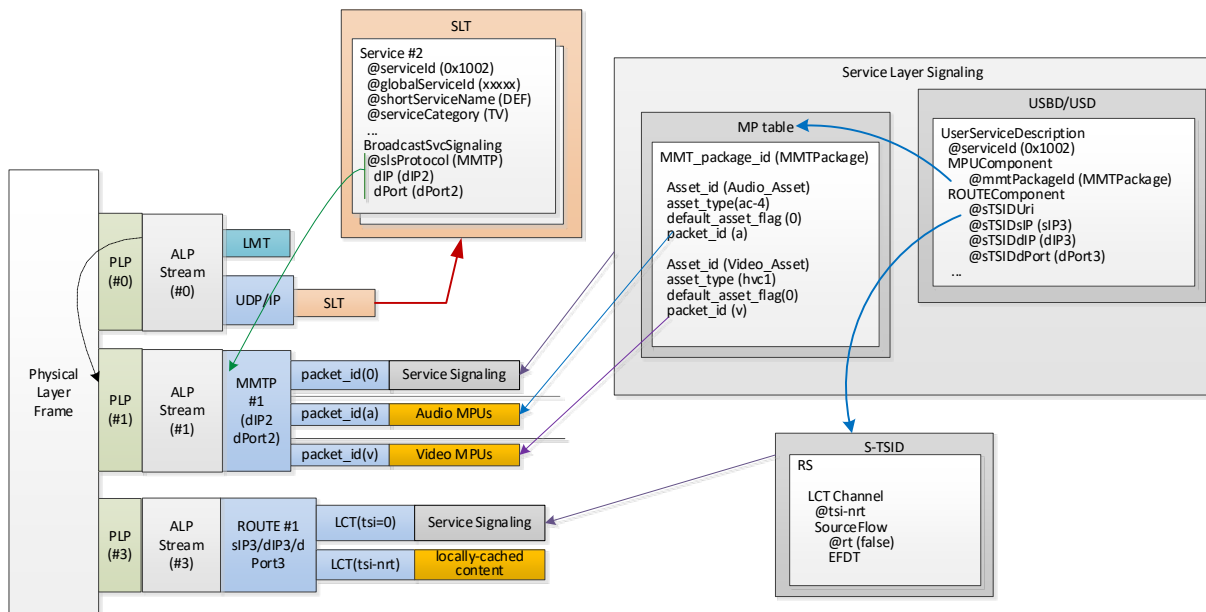 SLT
Service #2
@serviceId (0x1002)
@globalServiceId (xxxxx)
@shortServiceName (DEF)
@serviceCategory (TV)
...
BroadcastSvcSignaling
@slsProtocol (MMTP)
dIP (dIP2)
dPort (dPort2)
Service Layer Signaling
MP table
MMT_package_id (MMTPackage)
Asset_id (Audio_Asset)
asset_type(ac-4)
default_asset_flag (0)
packet_id (a)
Asset_id (Video_Asset)
asset_type (hvc1)
default_asset_flag(0)
packet_id (v)
USBD/USD
UserServiceDescription
@serviceId (0x1002)
MPUComponent
@mmtPackageId (MMTPackage)
ROUTEComponent
@sTSIDUri
@sTSIDsIP (sIP3)
@sTSIDdIP (dIP3)
@sTSIDdPort (dPort3)
...
Physical
Layer
Frame
PLP
(#0)
ALP
Stream
(#0)
LMT
UDP/IP
SLT
PLP
(#1)
ALP
Stream
(#1)
MMTP
#1
(dIP2
dPort2)
packet_id(0)
Service Signaling
packet_id(a)
Audio MPUs
packet_id(v)
Video MPUs
PLP
(#3)
ALP
Stream
(#3)
ROUTE #1
sIP3/dIP3/d
Port3
LCT(tsi=0)
Service Signaling
LCT(tsi-nrt)
locally-cached
content
S-TSID
RS
LCT Channel
@tsi-nrt
SourceFlow
@rt (false)
EFDT